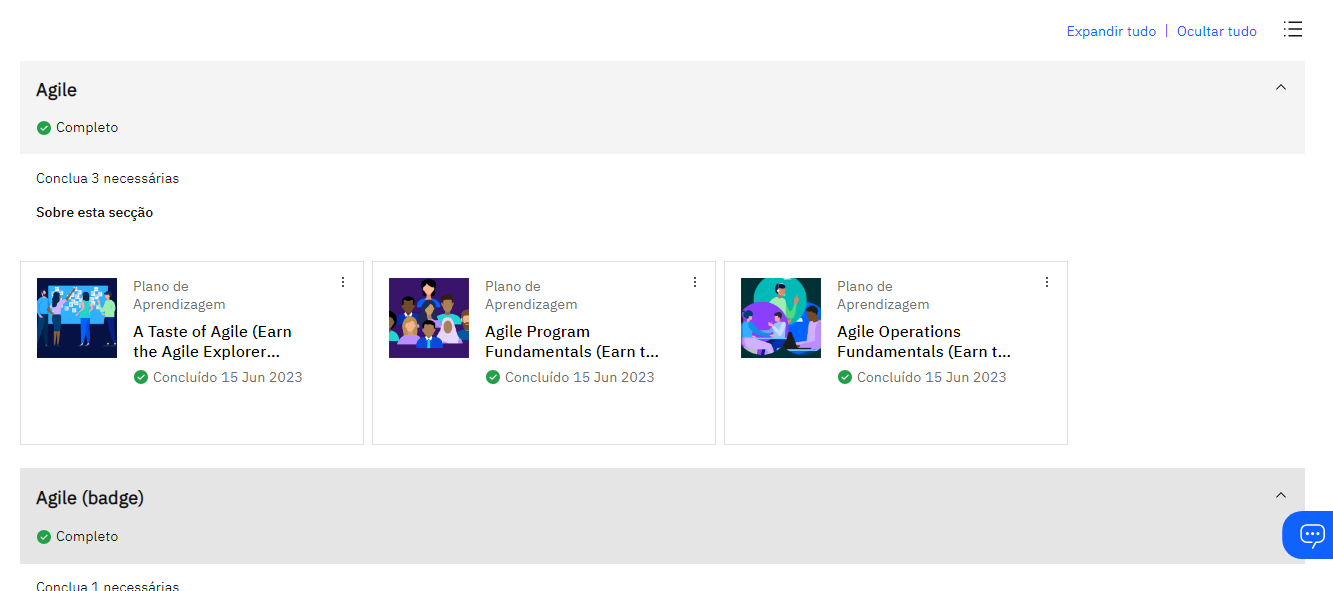 Expandir tudo | Ocultar tudo
Agile
Completo
Conclua 3 necessárias
Sobre esta secção
Plano de
Aprendizagem
A Taste of Agile (Earn
the Agile Explorer...
Concluído 15 Jun 2023
Plano de
Aprendizagem
Agile Program
Fundamentals (Earn t...
Concluído 15 Jun 2023
Plano de
Aprendizagem
Agile Operations
Fundamentals (Earn t...
Concluído 15 Jun 2023
Agile (badge)
Completo
Conclua 1 necessárias